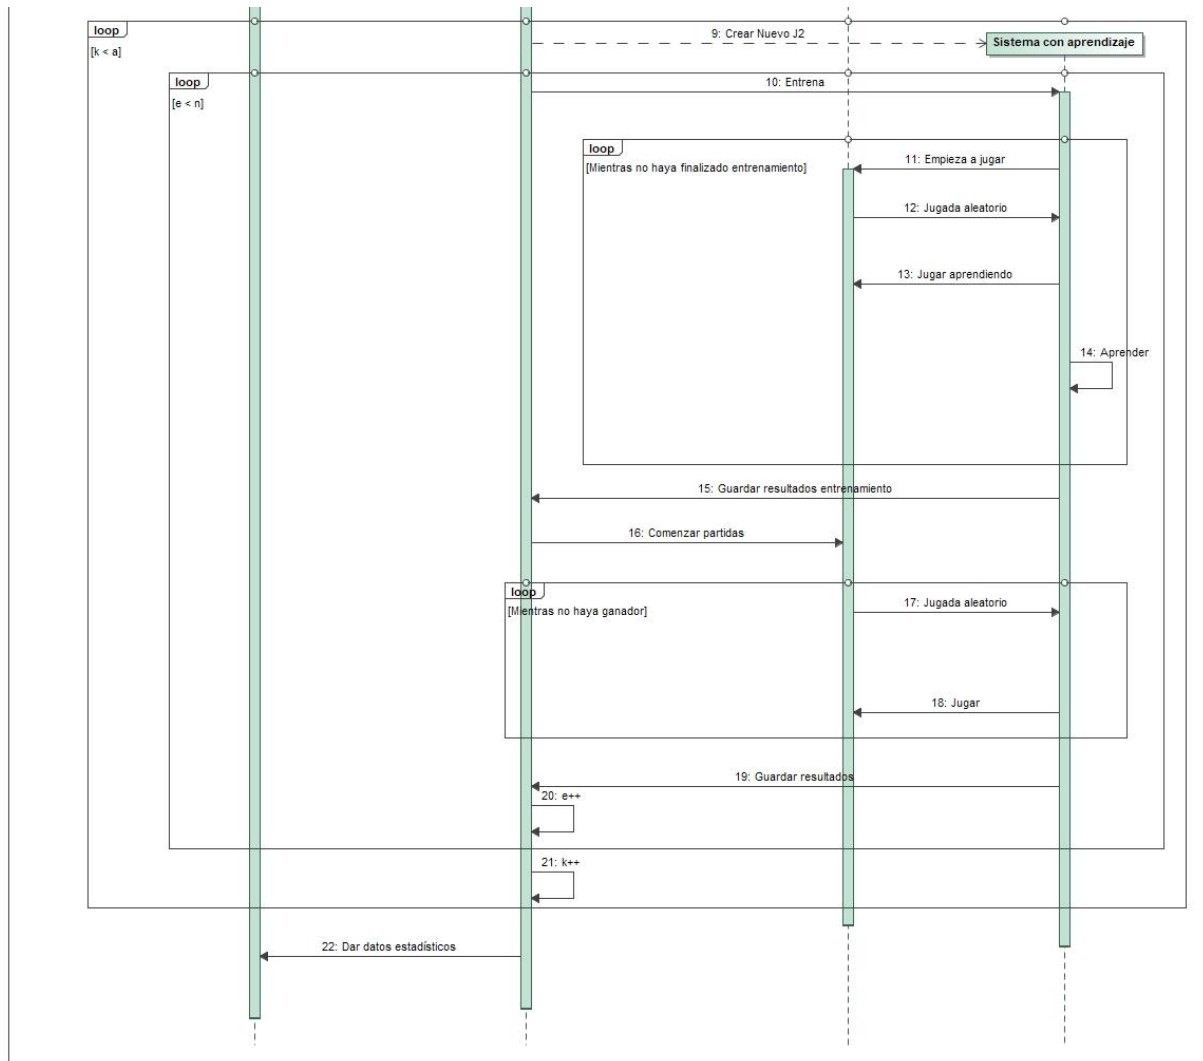 loop
[k < a]
9: Crear Nuevo J2
Sistema con aprendizaje
loop
[e < n]
10: Entrena
loop
[Mientras no haya finalizado entrenamiento]
11: Empieza a jugar
12: Jugada aleatorio
13: Jugar aprendiendo
14: Aprender
15: Guardar resultados entrenamiento
16: Comenzar partidas
loop
[Mientras no haya ganador]
17: Jugada aleatorio
18: Jugar
19: Guardar resultados
20: e++
21: k++
22: Dar datos estadísticos